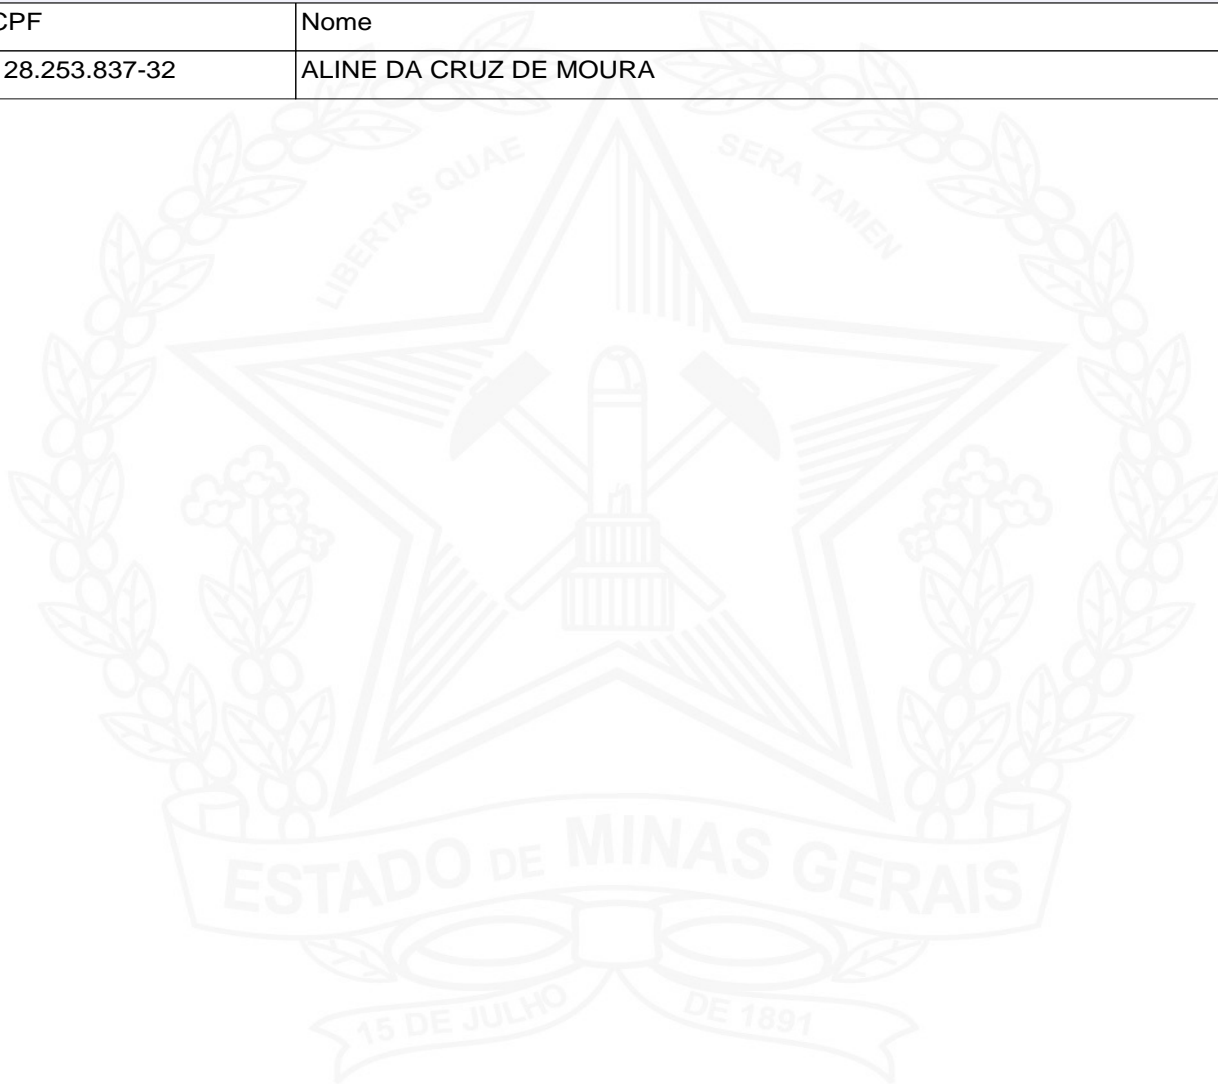 CPF Nome
28.253.837-32 ALINE DA CRUZ DE MOURA
LIBERTAS QUAE SERA TAMEN
ESTADO DE MINAS GERAIS
15 DE JULHO DE 1891